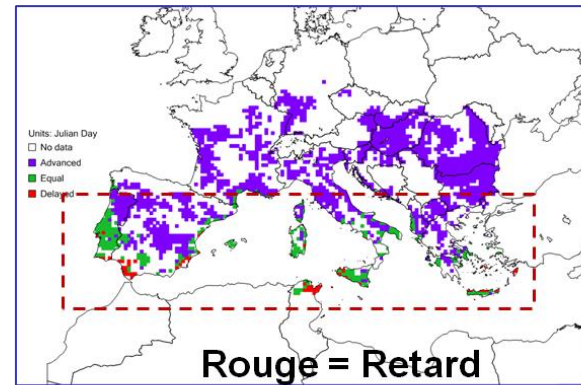 Units: Julian Day
No data
Advanced
Equal
Delayed
Rouge = Retard